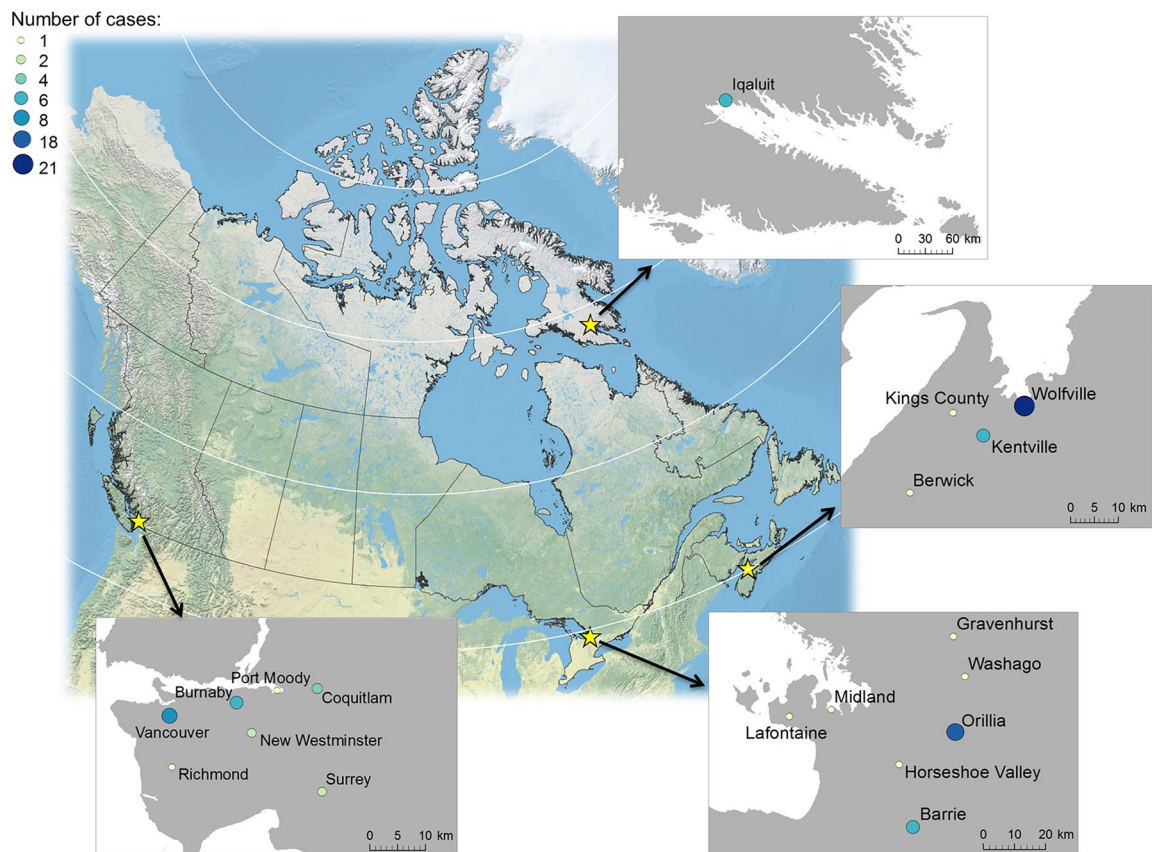 Number of cases:
1
2
4
6
8
18
21
Iqaluit
0 30 60 km
Kings County
Wolfville
Kentville
Berwick
0 5 10 km
Port Moody
Burnaby
Coquitlam
Vancouver
New Westminster
Richmond
Surrey
0 5 10 km
Gravenhurst
Washago
Midland
Lafontaine
Orillia
Horseshoe Valley
Barrie
0 10 20 km